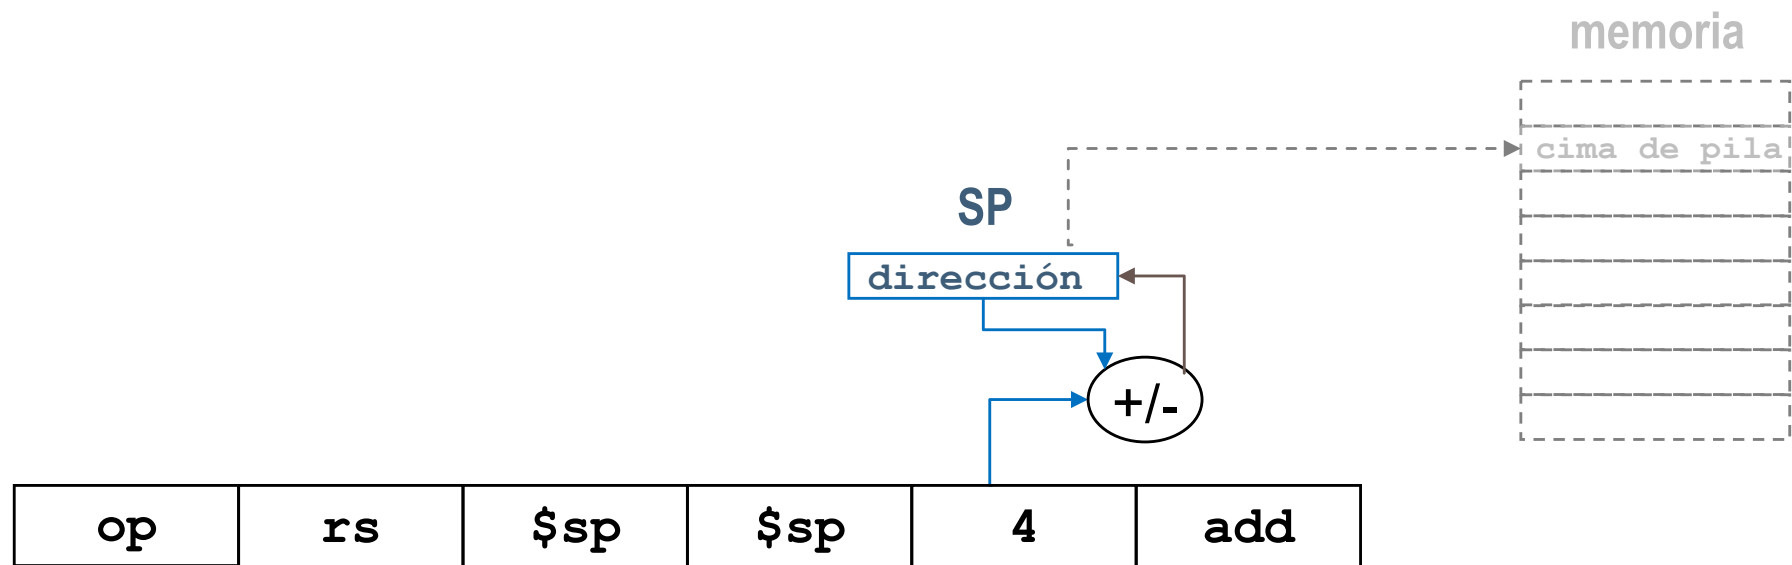 memoria
cima de pila
SP
dirección
+/-
op rs $sp $sp 4 add